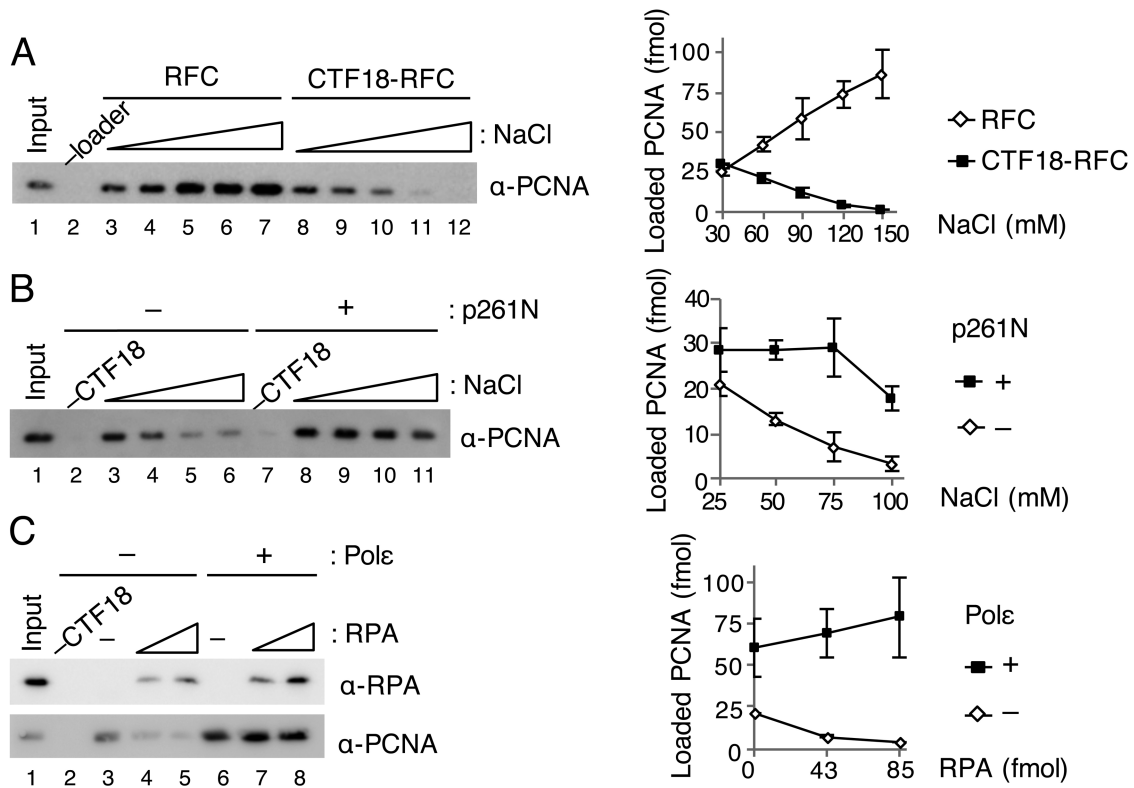 A
RFC
CTF18-RFC
Input
–loader
: NaCl
α-PCNA
1 2 3 4 5 6 7 8 9 10 11 12
Loaded PCNA (fmol)
100
75
50
25
0
30 60 90 120 150
NaCl (mM)
RFC
CTF18-RFC
B
– + : p261N
Input
–CTF18
–CTF18
: NaCl
α-PCNA
1 2 3 4 5 6 7 8 9 10 11
Loaded PCNA (fmol)
40
30
20
10
0
25 50 75 100
NaCl (mM)
p261N
+
–
C
– + : Polε
Input
–CTF18
– – : RPA
α-RPA
α-PCNA
1 2 3 4 5 6 7 8
Loaded PCNA (fmol)
100
75
50
25
0
0 43 85
RPA (fmol)
Polε
+
–